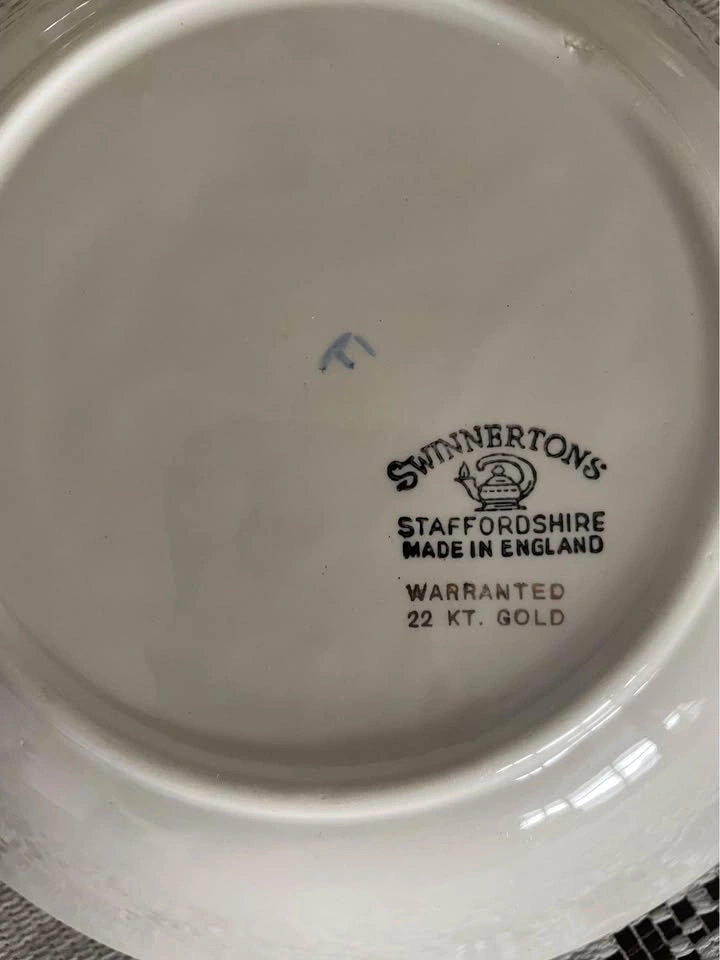 SWINNERTONS
STAFFORDSHIRE
MADE IN ENGLAND
WARRANTED
22 KT. GOLD